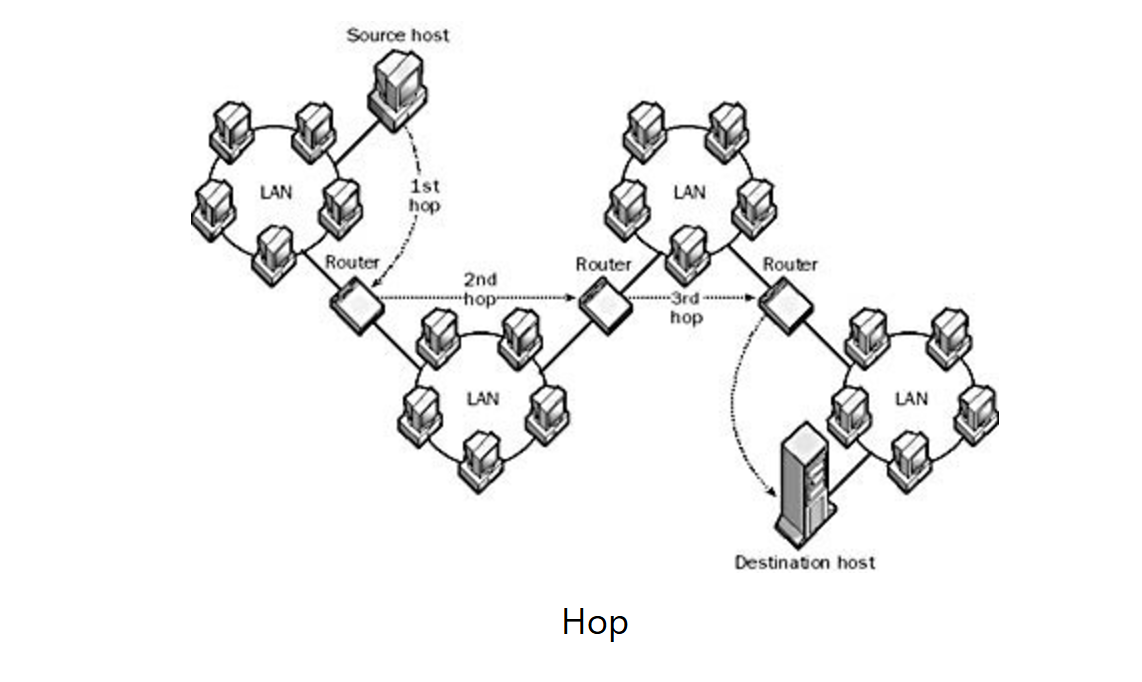 Source host
LAN
1st
hop
Router
2nd
hop
LAN
Router
LAN
3rd
hop
Router
LAN
Destination host
Hop